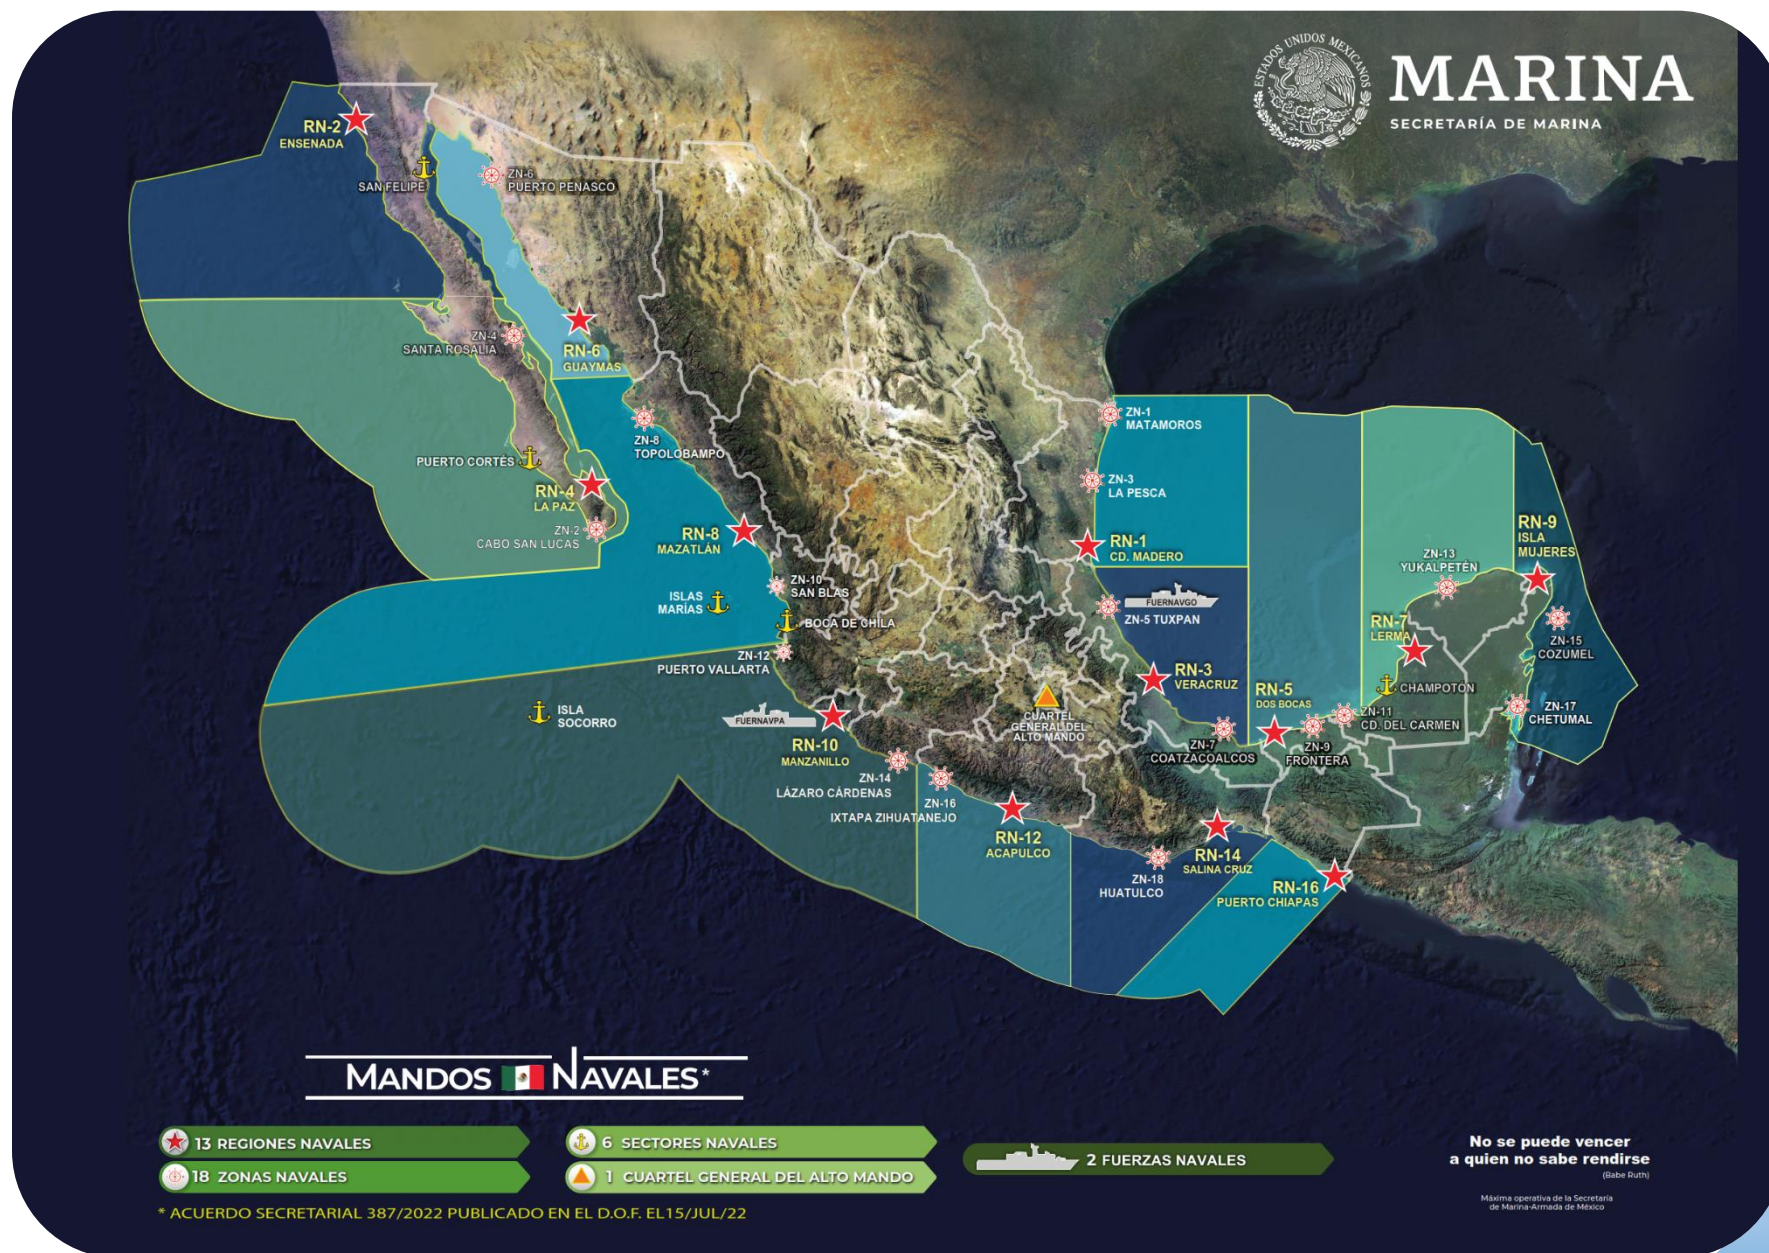 ESTADOS UNIDOS MEXICANOS
MARINA
SECRETARÍA DE MARINA
RN-2
ENSENADA
SAN FELIPE
ZN-6
PUERTO PEÑASCO
ZN-4
SANTA ROSALIA
RN-6
GUAYMAS
ZN-8
TOPOLOBAMPO
PUERTO CORTÉS
RN-4
LA PAZ
ZN-2
CABO SAN LUCAS
RN-8
MAZATLÁN
ZN-10
SAN BLAS
ISLAS
MARÍAS
BOCA DE CHILA
ZN-12
PUERTO VALLARTA
ISLA
SOCORRO
FUERNAVPA
RN-10
MANZANILLO
ZN-14
LÁZARO CÁRDENAS
ZN-16
IXTAPA ZIHUATANEJO
RN-12
ACAPULCO
CUARTEL
GENERAL DEL
ALTO MANDO
ZN-1
MATAMOROS
ZN-3
LA PESCA
RN-1
CD. MADERO
FUERNAVGO
ZN-5 TUXPAN
RN-3
VERACRUZ
ZN-7
COATZACOALCOS
RN-5
DOS BOCAS
ZN-9
FRONTERA
ZN-11
CD. DEL CARMEN
CHAMPOTÓN
RN-7
LERMA
ZN-13
YUKALPETÉN
RN-9
ISLA
MUJERES
ZN-15
COZUMEL
ZN-17
CHETUMAL
ZN-18
HUATULCO
RN-14
SALINA CRUZ
RN-16
PUERTO CHIAPAS
MANDOS NAVALES*
13 REGIONES NAVALES
18 ZONAS NAVALES
6 SECTORES NAVALES
1 CUARTEL GENERAL DEL ALTO MANDO
2 FUERZAS NAVALES
* ACUERDO SECRETARIAL 387/2022 PUBLICADO EN EL D.O.F. EL15/JUL/22
No se puede vencer
a quien no sabe rendirse
(Babe Ruth)
Máxima operativa de la Secretaría
de Marina-Armada de México